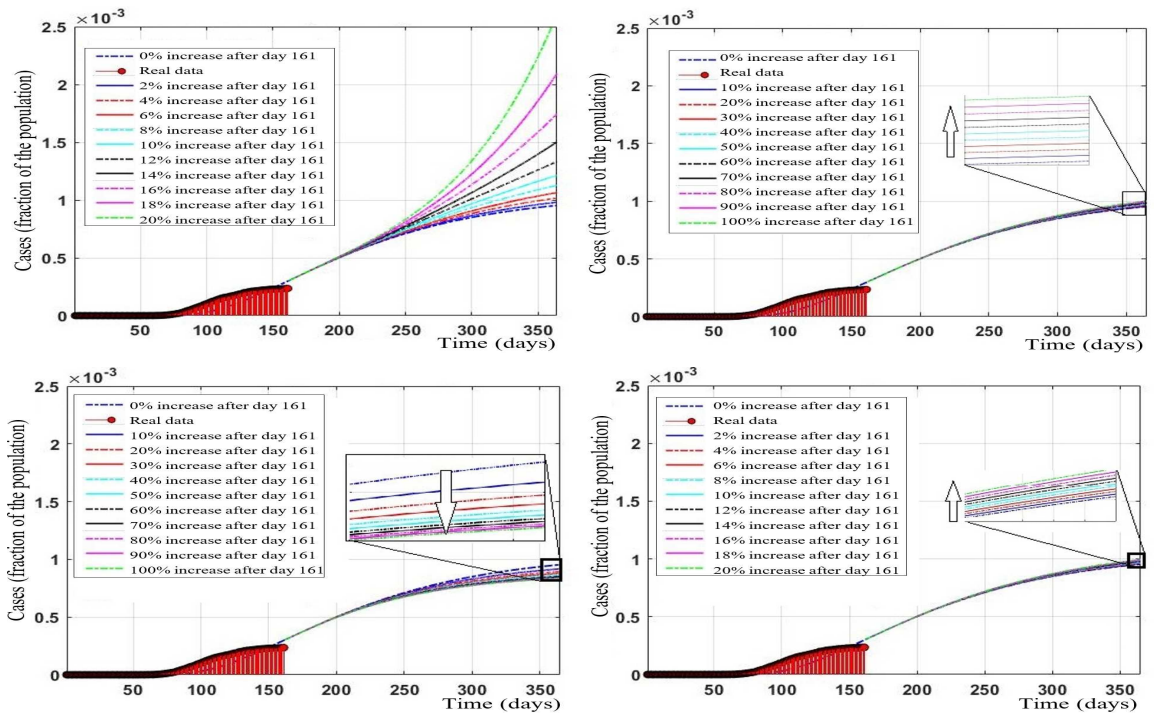 ×10⁻³
2.5
2
1.5
1
0.5
0
Cases (fraction of the population)
0% increase after day 161
Real data
2% increase after day 161
4% increase after day 161
6% increase after day 161
8% increase after day 161
10% increase after day 161
12% increase after day 161
14% increase after day 161
16% increase after day 161
18% increase after day 161
20% increase after day 161
50 100 150 200 250 300 350
Time (days)
×10⁻³
2.5
2
1.5
1
0.5
0
Cases (fraction of the population)
0% increase after day 161
Real data
10% increase after day 161
20% increase after day 161
30% increase after day 161
40% increase after day 161
50% increase after day 161
60% increase after day 161
70% increase after day 161
80% increase after day 161
90% increase after day 161
100% increase after day 161
50 100 150 200 250 300 350
Time (days)
×10⁻³
2.5
2
1.5
1
0.5
0
Cases (fraction of the population)
0% increase after day 161
Real data
10% increase after day 161
20% increase after day 161
30% increase after day 161
40% increase after day 161
50% increase after day 161
60% increase after day 161
70% increase after day 161
80% increase after day 161
90% increase after day 161
100% increase after day 161
50 100 150 200 250 300 350
Time (days)
×10⁻³
2.5
2
1.5
1
0.5
0
Cases (fraction of the population)
0% increase after day 161
Real data
2% increase after day 161
4% increase after day 161
6% increase after day 161
8% increase after day 161
10% increase after day 161
12% increase after day 161
14% increase after day 161
16% increase after day 161
18% increase after day 161
20% increase after day 161
50 100 150 200 250 300 350
Time (days)